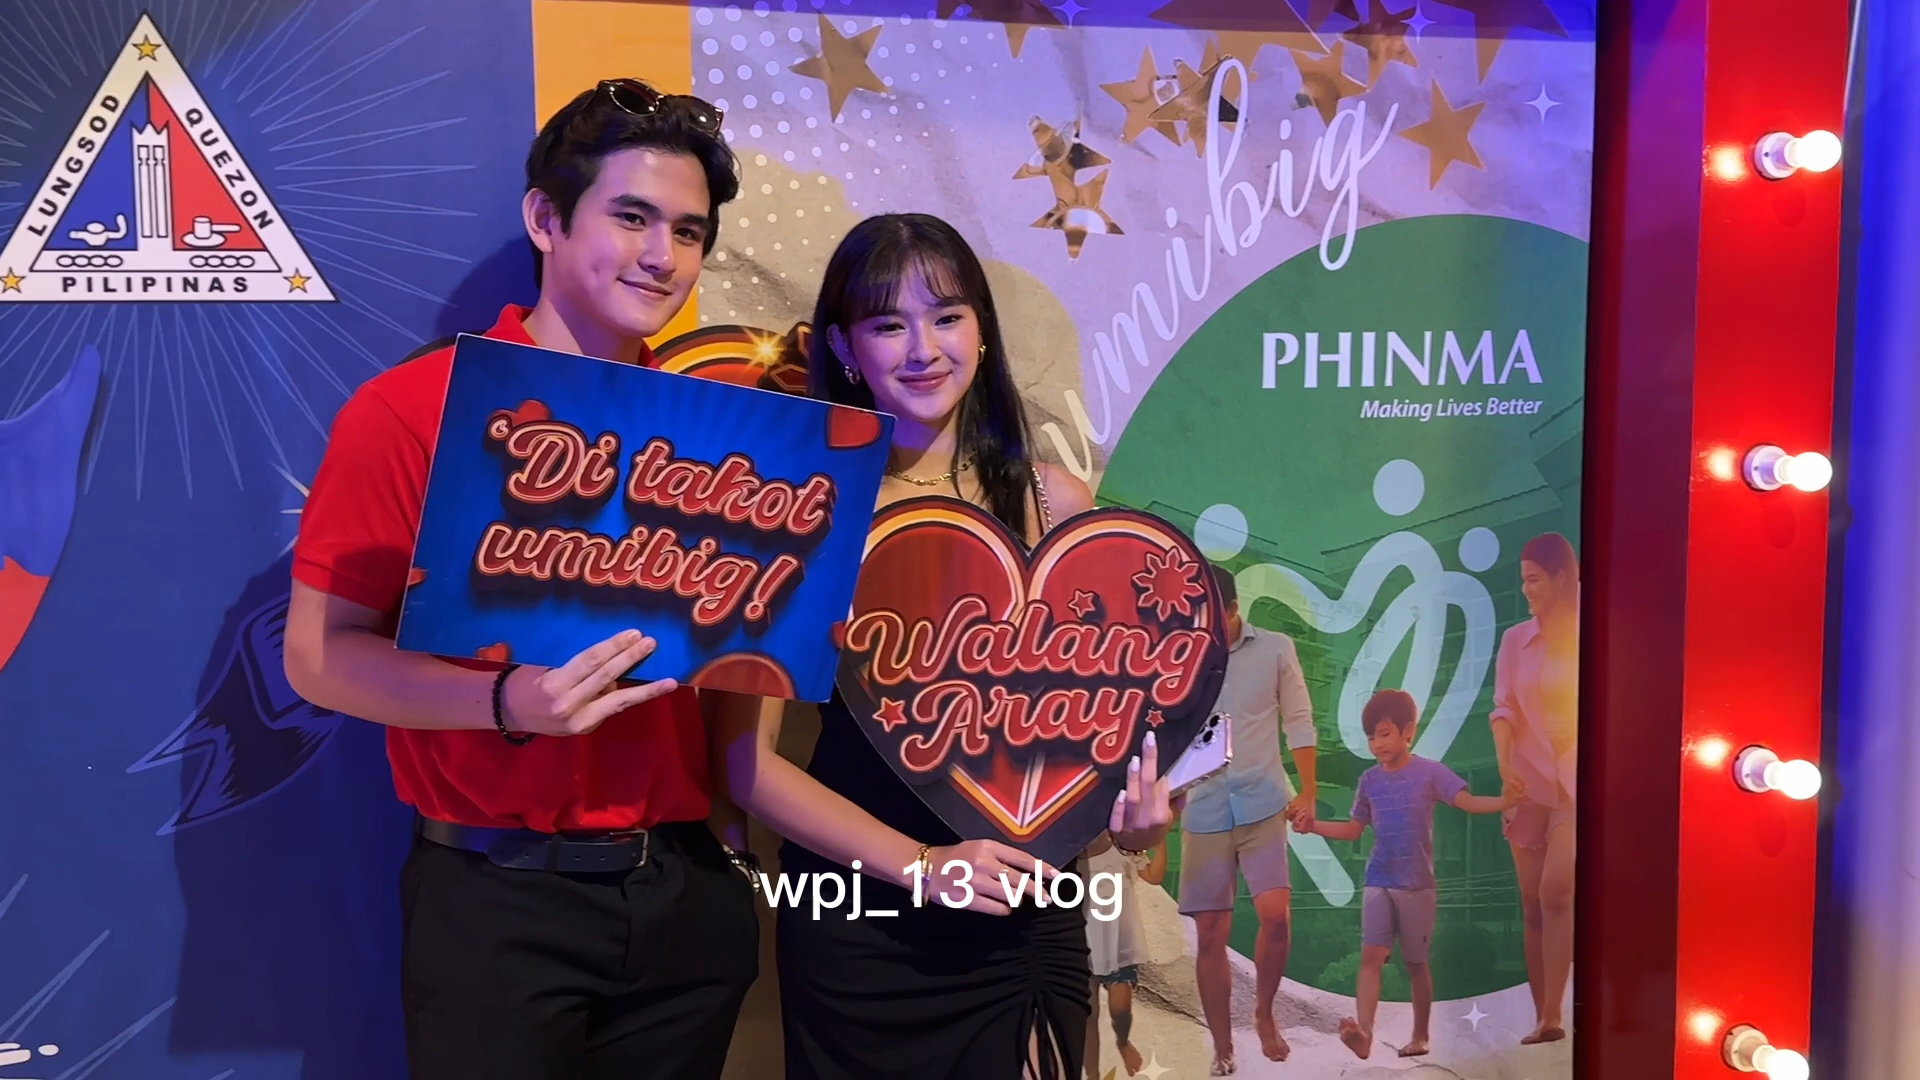 LUNGSOD QUEZON
PILIPINAS
umibig
PHINMA
Making Lives Better
'Di takot
umibig!
Walang
Aray
wpj_13 vlog